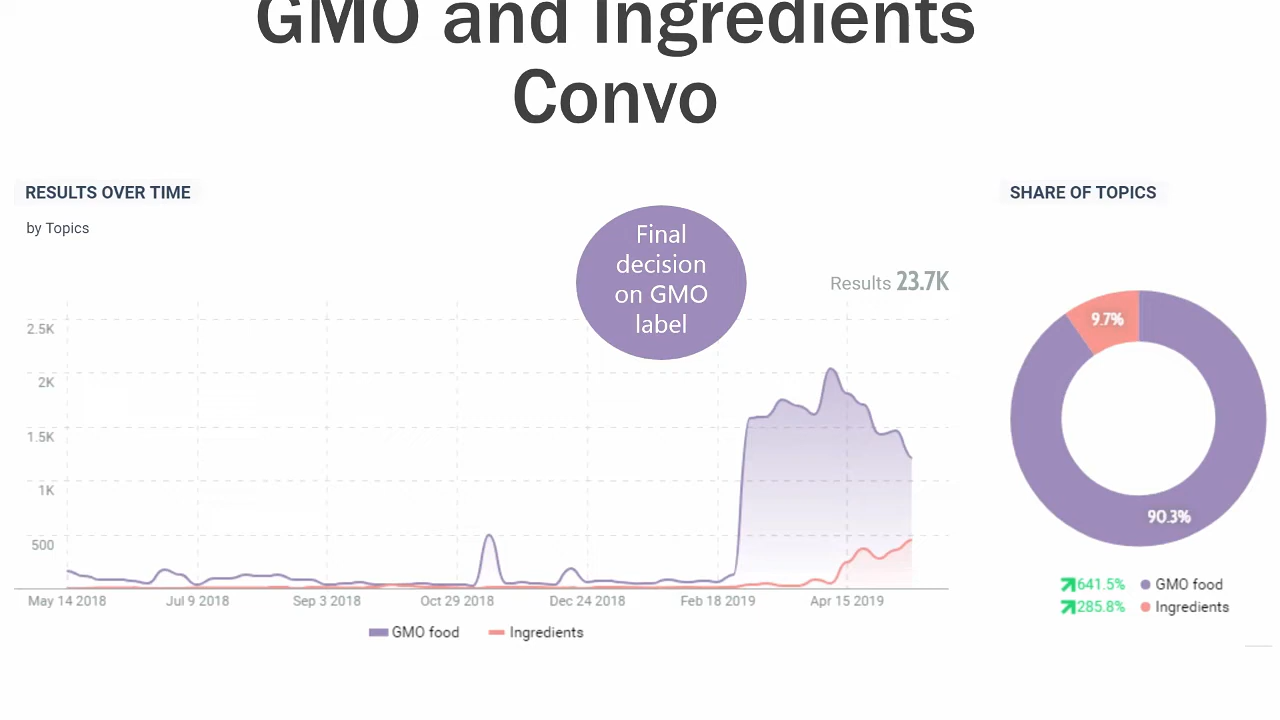 GMO and Ingredients
Convo
RESULTS OVER TIME
by Topics
SHARE OF TOPICS
Final
decision
on GMO
label
Results 23.7K
2.5K
2K
1.5K
1K
500
May 14 2018 Jul 9 2018 Sep 3 2018 Oct 29 2018 Dec 24 2018 Feb 18 2019 Apr 15 2019
GMO food Ingredients
9.7%
90.3%
641.5% GMO food
285.8% Ingredients